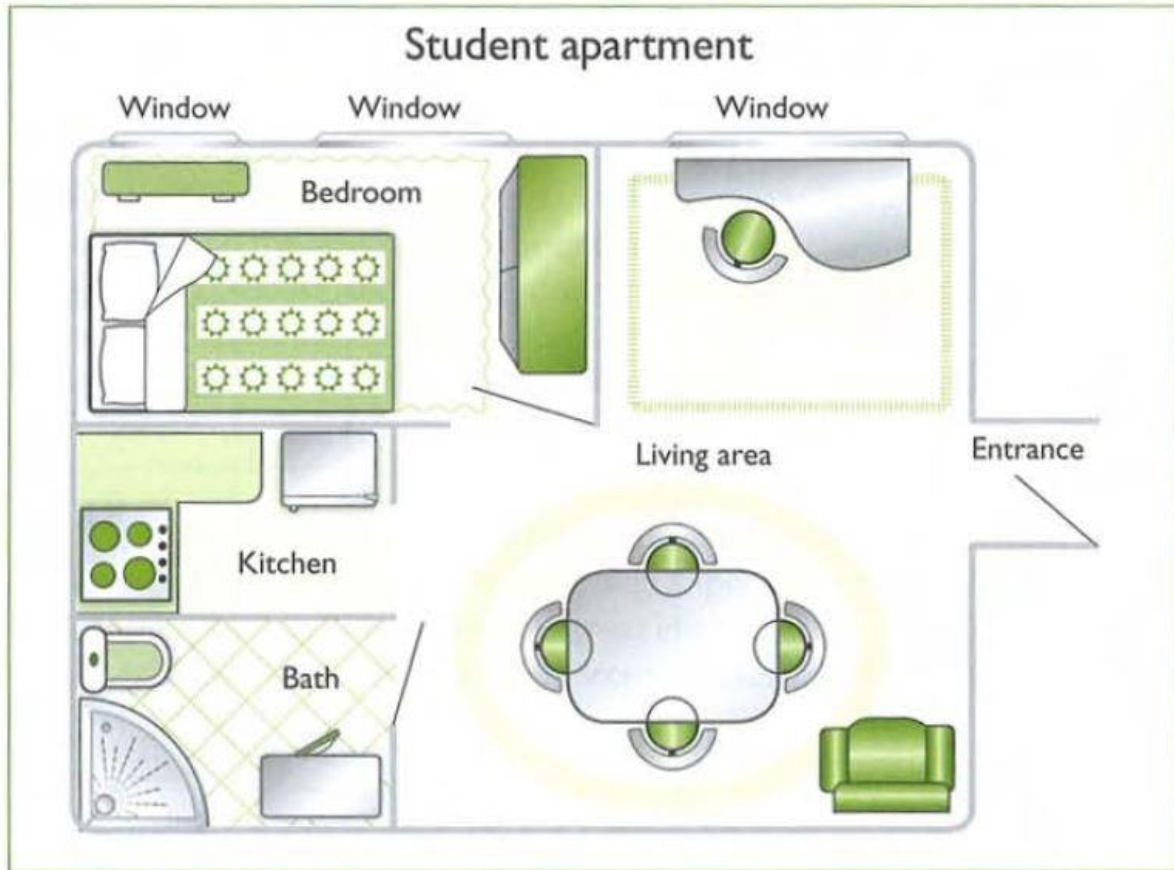 Student apartment
Window
Window
Window
Bedroom
Living area
Entrance
Kitchen
Bath